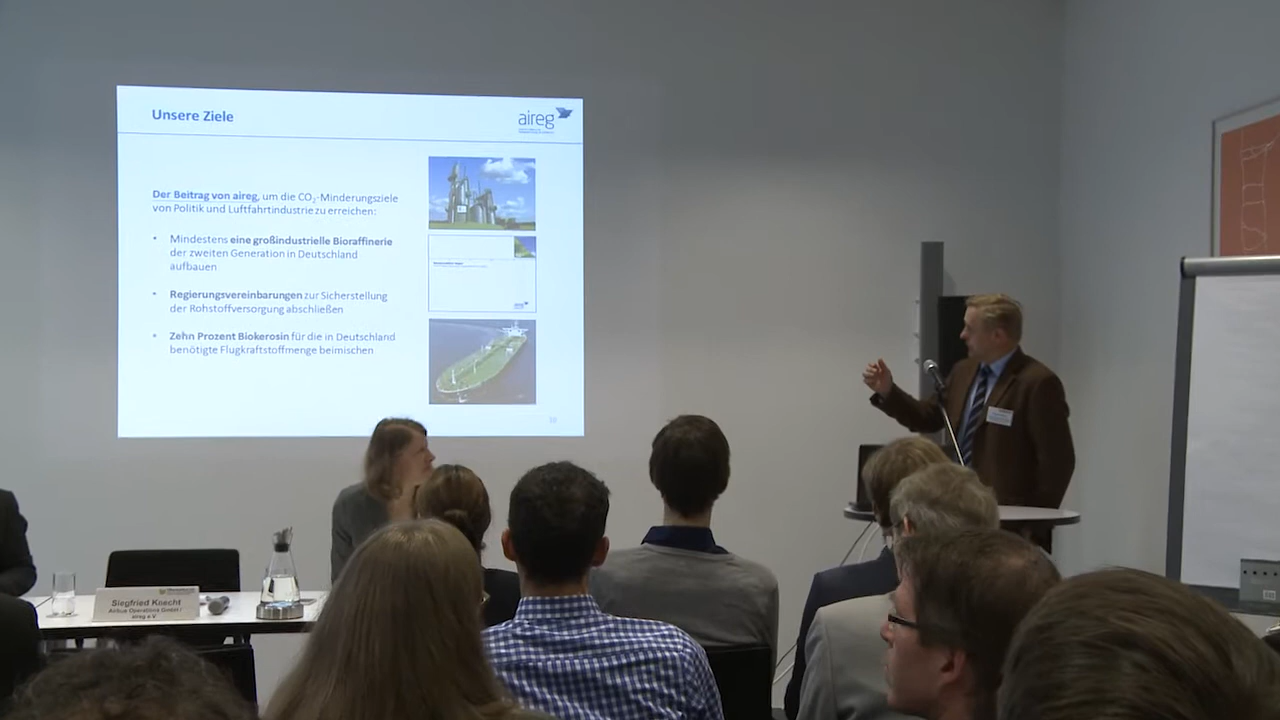 Unsere Ziele
aireg
Der Beitrag von aireg, um die CO₂-Minderungsziele
von Politik und Luftfahrtindustrie zu erreichen:
• Mindestens eine großindustrielle Bioraffinerie
der zweiten Generation in Deutschland
aufbauen
• Regierungsvereinbarungen zur Sicherstellung
der Rohstoffversorgung abschließen
• Zehn Prozent Biokerosin für die in Deutschland
benötigte Flugkraftstoffmenge beimischen
Siegfried Knecht
Airbus Operations GmbH /
aireg e.V.